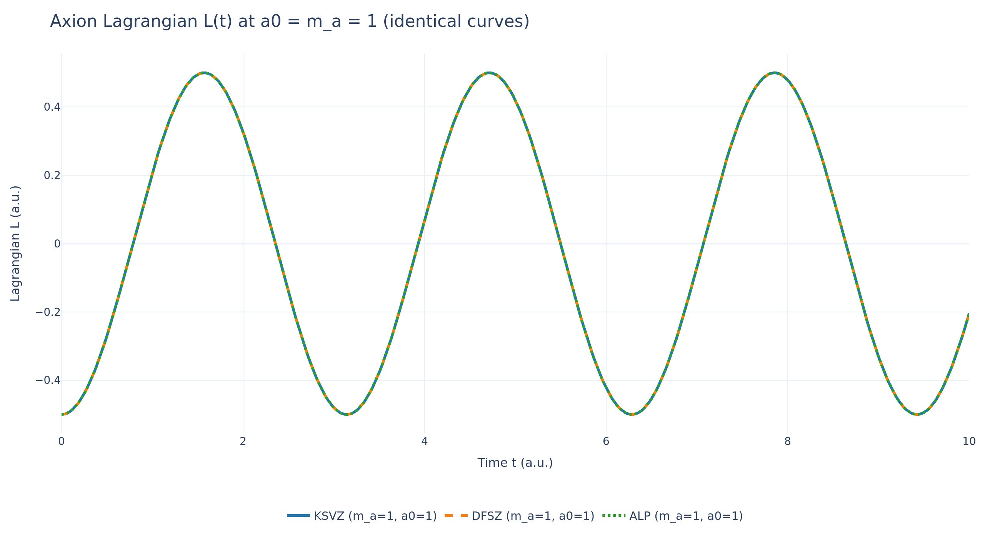 Axion Lagrangian L(t) at a0 = m_a = 1 (identical curves)
Lagrangian L (a.u.)
0.4
0.2
0
−0.2
−0.4
0 2 4 6 8 10
Time t (a.u.)
KSVZ (m_a=1, a0=1) DFSZ (m_a=1, a0=1) ALP (m_a=1, a0=1)